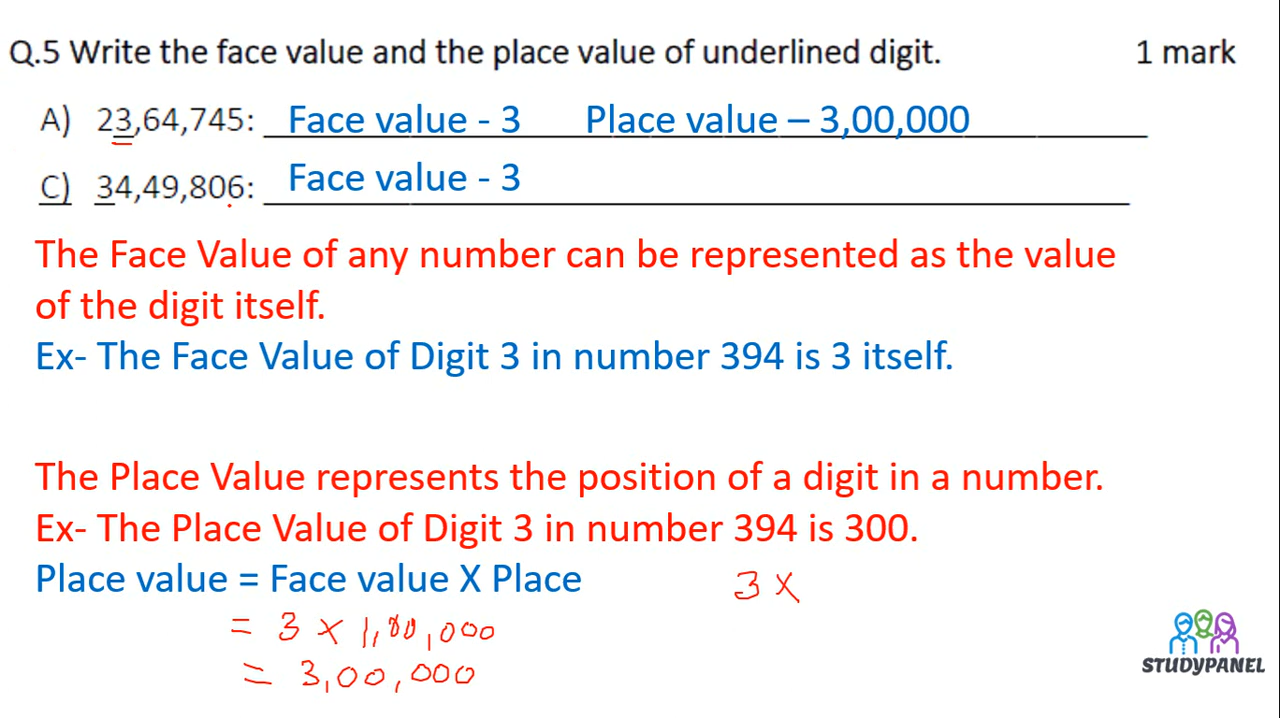 Q.5 Write the face value and the place value of underlined digit. 1 mark
A) 23,64,745: Face value - 3 Place value – 3,00,000
C) 34,49,806: Face value - 3
The Face Value of any number can be represented as the value
of the digit itself.
Ex- The Face Value of Digit 3 in number 394 is 3 itself.
The Place Value represents the position of a digit in a number.
Ex- The Place Value of Digit 3 in number 394 is 300.
Place value = Face value X Place 3 ×
= 3 × 1,00,000
= 3,00,000
STUDYPANEL